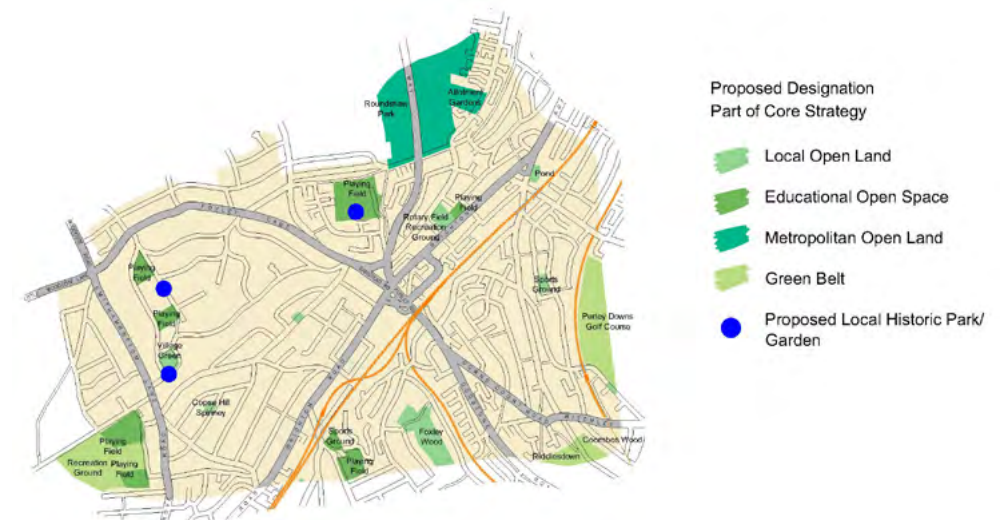 Proposed Designation
Part of Core Strategy
Local Open Land
Educational Open Space
Metropolitan Open Land
Green Belt
Proposed Local Historic Park/
Garden
Roundshaw
Park
Allotment
Gardens
Playing
Field
Pond
Playing
Field
Rotary Field
Recreation
Ground
Playing
Field
Sports
Ground
Playing
Field
Purley Downs
Golf Course
Village
Green
Copse Hill
Spinney
Sports
Ground
Foxley
Wood
Coombes Wood
Riddlesdown
Playing
Field
Recreation
Ground
Playing
Field
Playing
Field